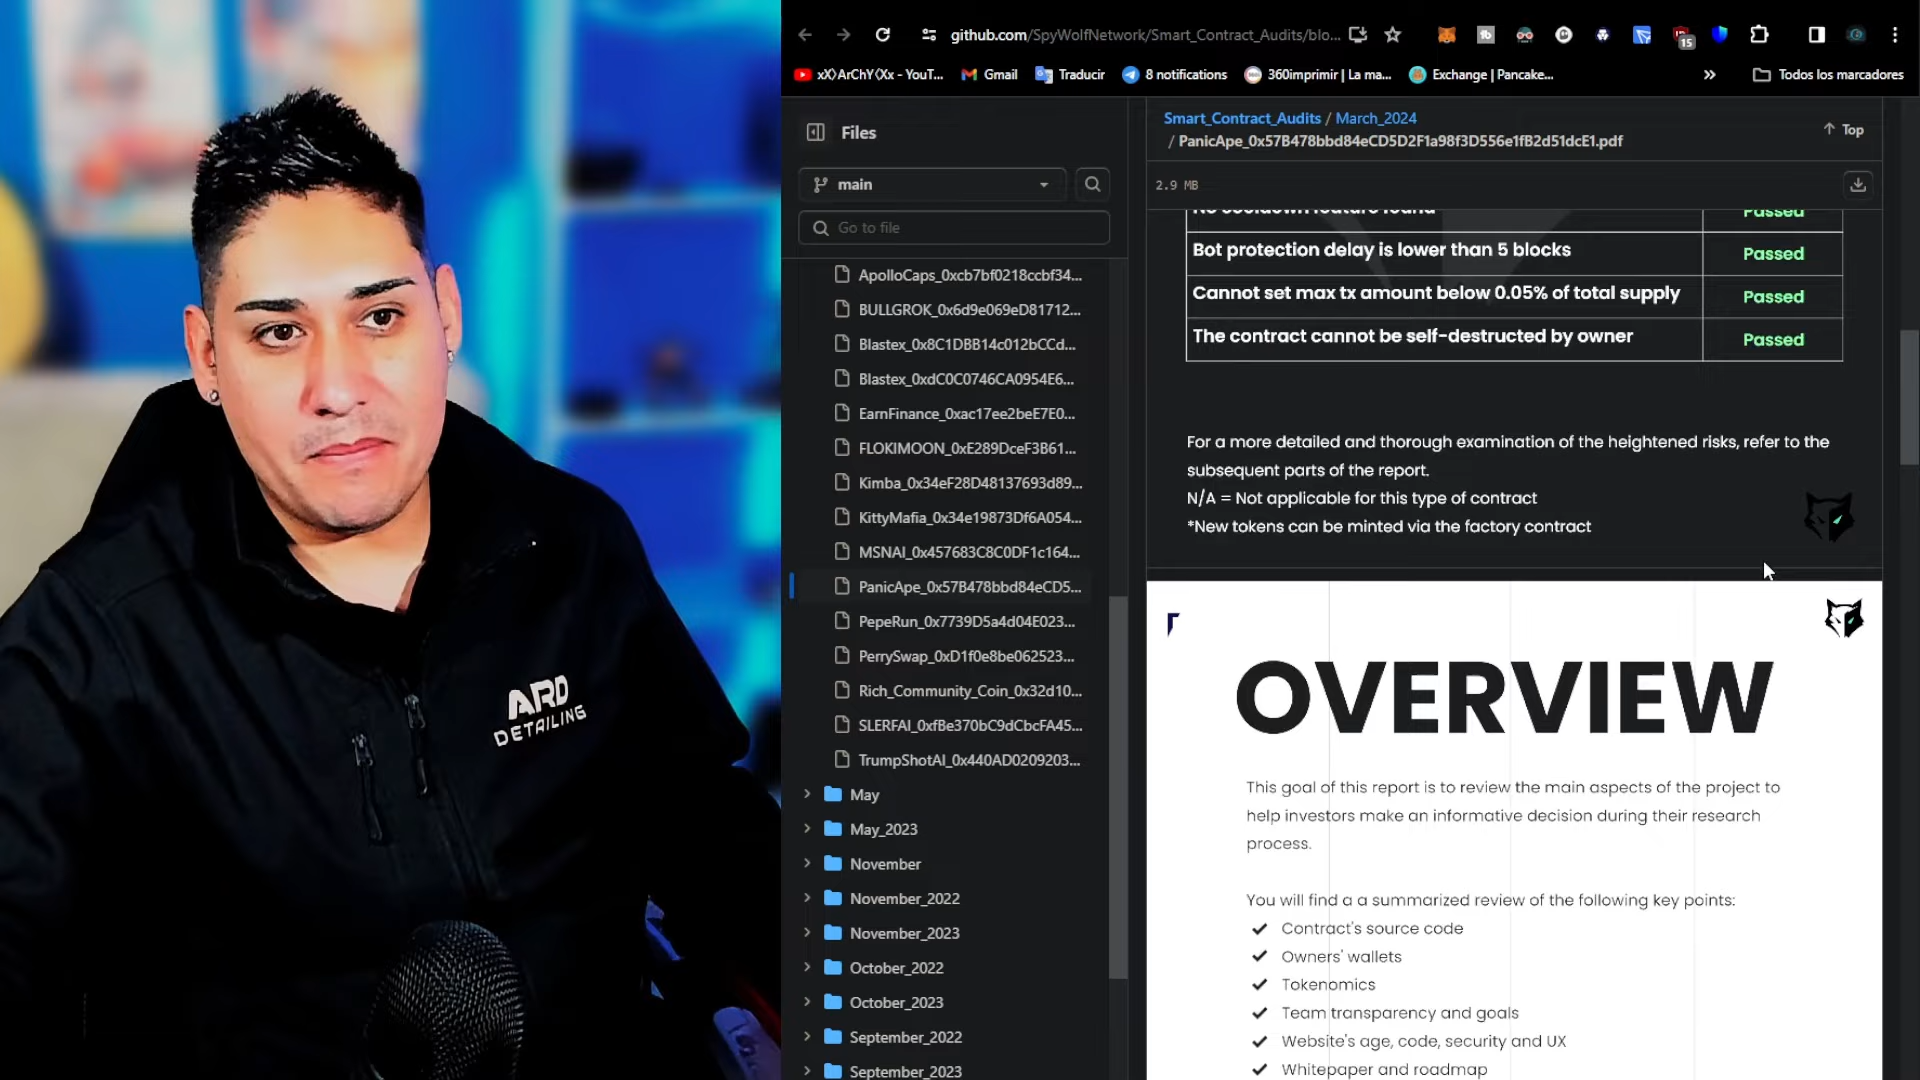 github.com/SpyWolfNetwork/Smart_Contract_Audits/blo...
15
xX)ArChY(Xx - YouT...
Gmail
Traducir
8 notifications
360imprimir | La ma...
Exchange | Pancake...
»
Todos los marcadores
Files
main
Go to file
ApolloCaps_0xcb7bf0218ccbf34...
BULLGROK_0x6d9e069eD81712...
Blastex_0x8C1DBB14c012bCCd...
Blastex_0xdC0C0746CA0954E6...
EarnFinance_0xac17ee2beE7E0...
FLOKIMOON_0xE289DceF3B61...
Kimba_0x34eF28D48137693d89...
KittyMafia_0x34e19873Df6A054...
MSNAI_0x457683C8C0DF1c164...
PanicApe_0x57B478bbd84eCD5...
PepeRun_0x7739D5a4d04E023...
PerrySwap_0xD1f0e8be062523...
Rich_Community_Coin_0x32d10...
SLERFAI_0xfBe370bC9dCbcFA45...
TrumpShotAI_0x440AD0209203...
May
May_2023
November
November_2022
November_2023
October_2022
October_2023
September_2022
September_2023
Smart_Contract_Audits / March_2024
/ PanicApe_0x57B478bbd84eCD5D2F1a98f3D556e1fB2d51dcE1.pdf
Top
2.9 MB
No cooldown feature found Passed
Bot protection delay is lower than 5 blocks Passed
Cannot set max tx amount below 0.05% of total supply Passed
The contract cannot be self-destructed by owner Passed
For a more detailed and thorough examination of the heightened risks, refer to the
subsequent parts of the report.
N/A = Not applicable for this type of contract
*New tokens can be minted via the factory contract
OVERVIEW
This goal of this report is to review the main aspects of the project to
help investors make an informative decision during their research
process.
You will find a a summarized review of the following key points:
Contract's source code
Owners' wallets
Tokenomics
Team transparency and goals
Website's age, code, security and UX
Whitepaper and roadmap
ARD
DETAILING